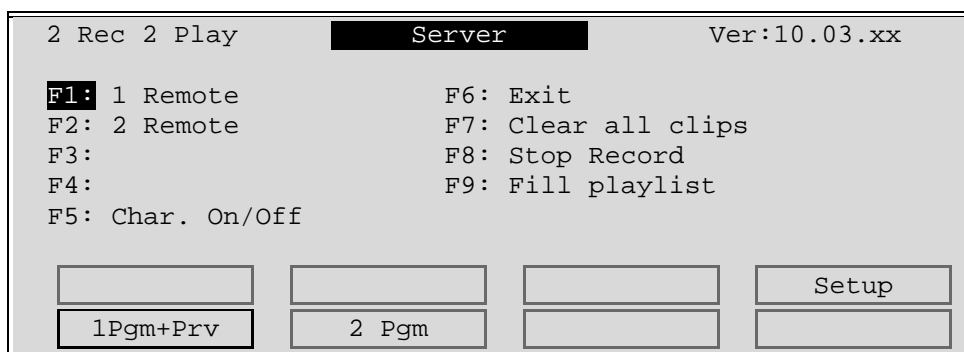 2 Rec 2 Play Server Ver:10.03.xx
F1: 1 Remote F6: Exit
F2: 2 Remote F7: Clear all clips
F3: F8: Stop Record
F4: F9: Fill playlist
F5: Char. On/Off
Setup
1Pgm+Prv 2 Pgm